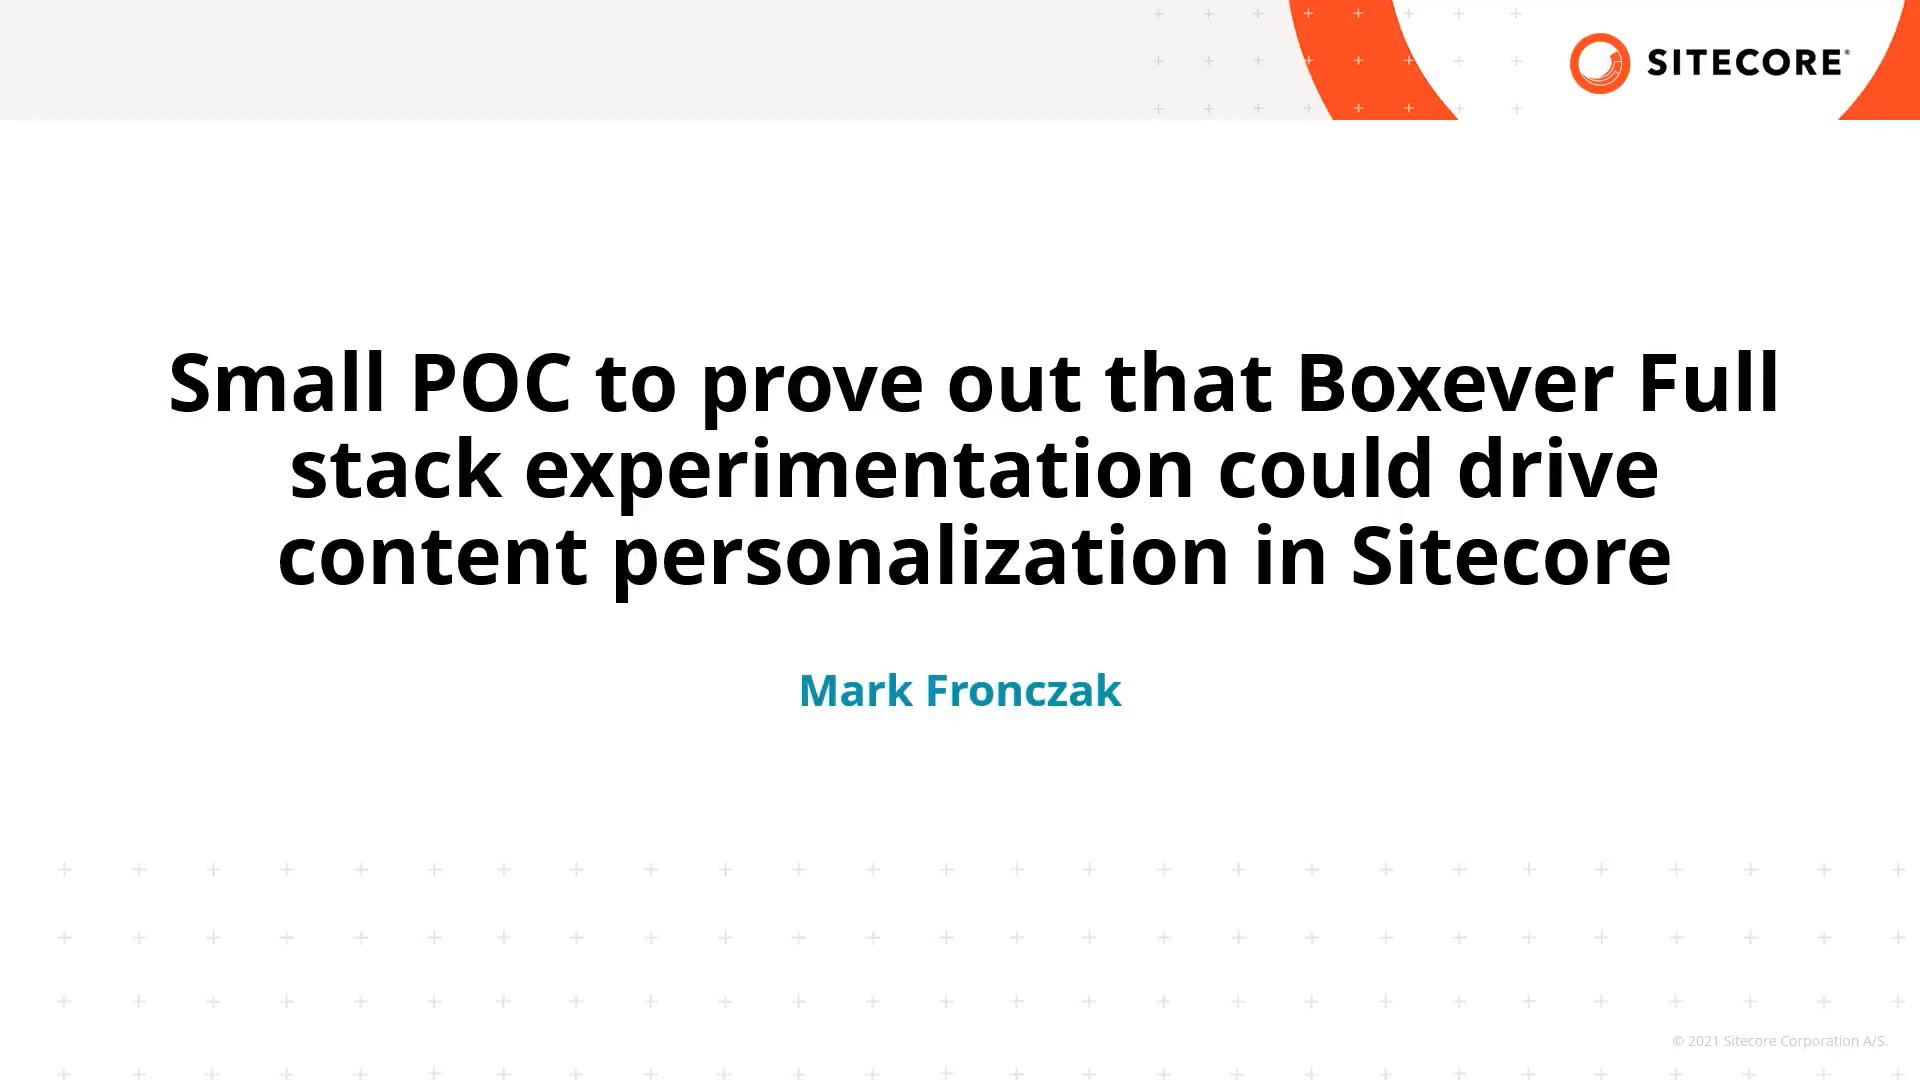 SITECORE
Small POC to prove out that Boxever Full
stack experimentation could drive
content personalization in Sitecore
Mark Fronczak
© 2021 Sitecore Corporation A/S.